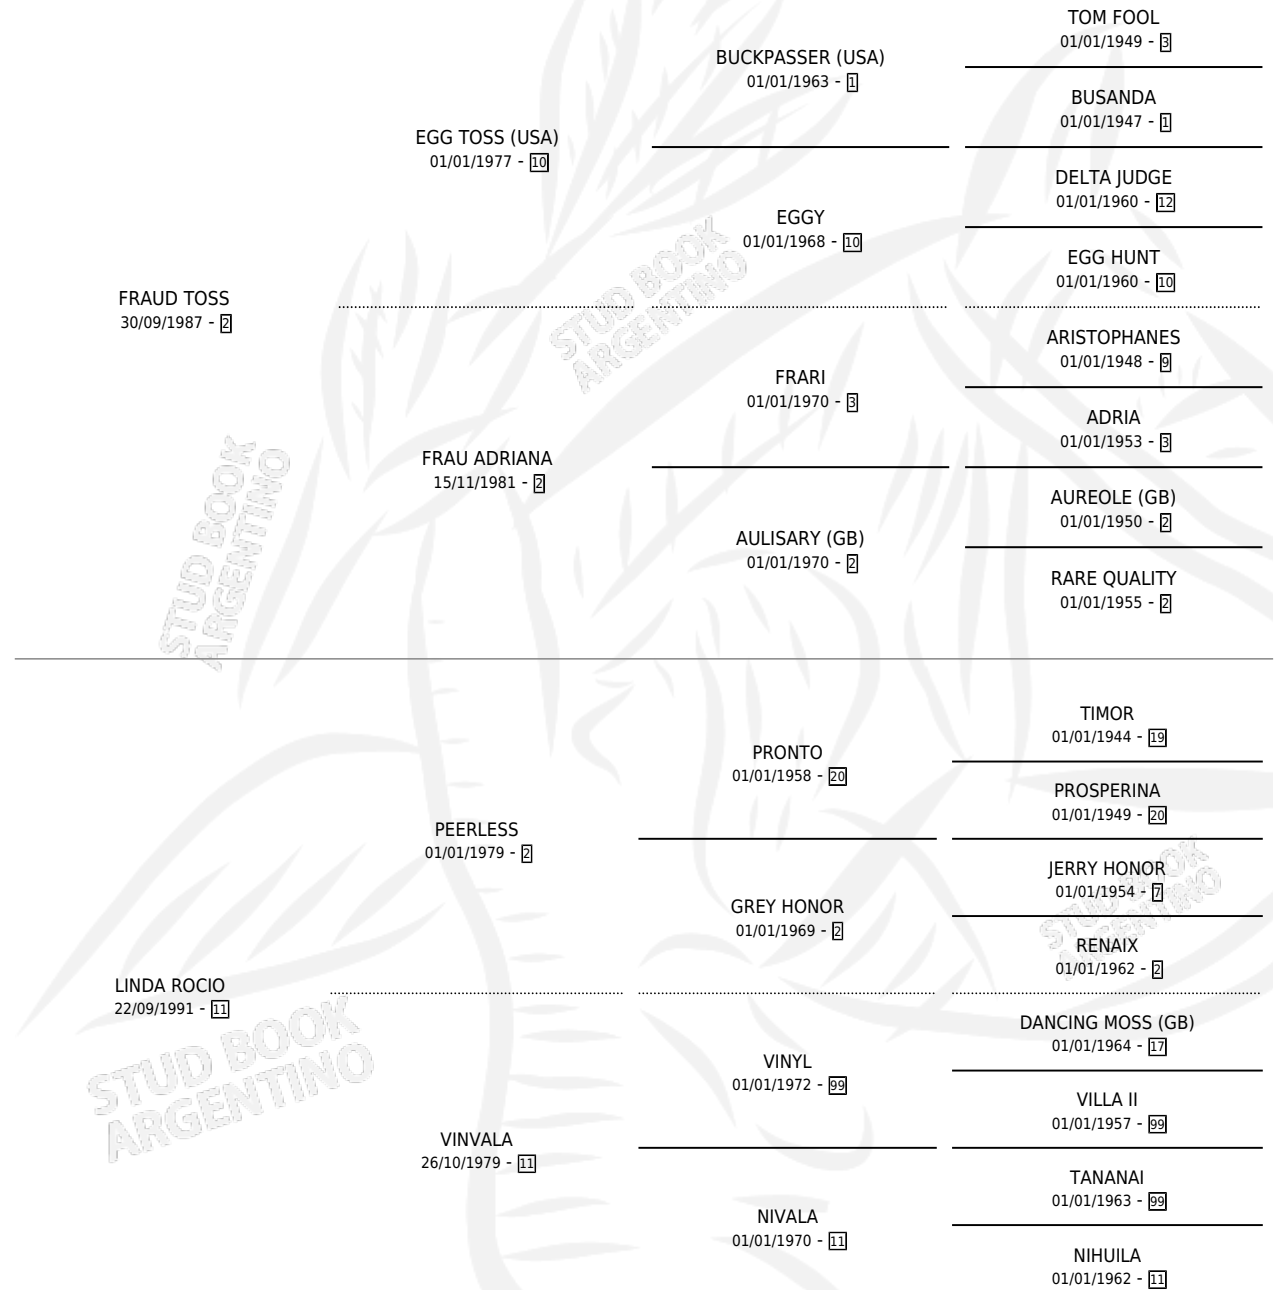 TOM FOOL
01/01/1949 - 3
BUCKPASSER (USA)
01/01/1963 - 1
BUSANDA
01/01/1947 - 1
EGG TOSS (USA)
01/01/1977 - 10
DELTA JUDGE
01/01/1960 - 12
EGGY
01/01/1968 - 10
EGG HUNT
01/01/1960 - 10
FRAUD TOSS
30/09/1987 - 2
STUD BOOK
ARGENTINO
ARISTOPHANES
01/01/1948 - 9
FRARI
01/01/1970 - 3
ADRIA
01/01/1953 - 3
FRAU ADRIANA
15/11/1981 - 2
AUREOLE (GB)
01/01/1950 - 2
AULISARY (GB)
01/01/1970 - 2
RARE QUALITY
01/01/1955 - 2
STUD BOOK
ARGENTINO
TIMOR
01/01/1944 - 19
PRONTO
01/01/1958 - 20
PROSPERINA
01/01/1949 - 20
PEERLESS
01/01/1979 - 2
JERRY HONOR
01/01/1954 - 7
GREY HONOR
01/01/1969 - 2
RENAIX
01/01/1962 - 2
STUD BOOK
ARGENTINO
LINDA ROCIO
22/09/1991 - 11
DANCING MOSS (GB)
01/01/1964 - 17
VINYL
01/01/1972 - 99
VILLA II
01/01/1957 - 99
STUD BOOK
ARGENTINO
VINVALA
26/10/1979 - 11
TANANAI
01/01/1963 - 99
NIVALA
01/01/1970 - 11
NIHUILA
01/01/1962 - 11